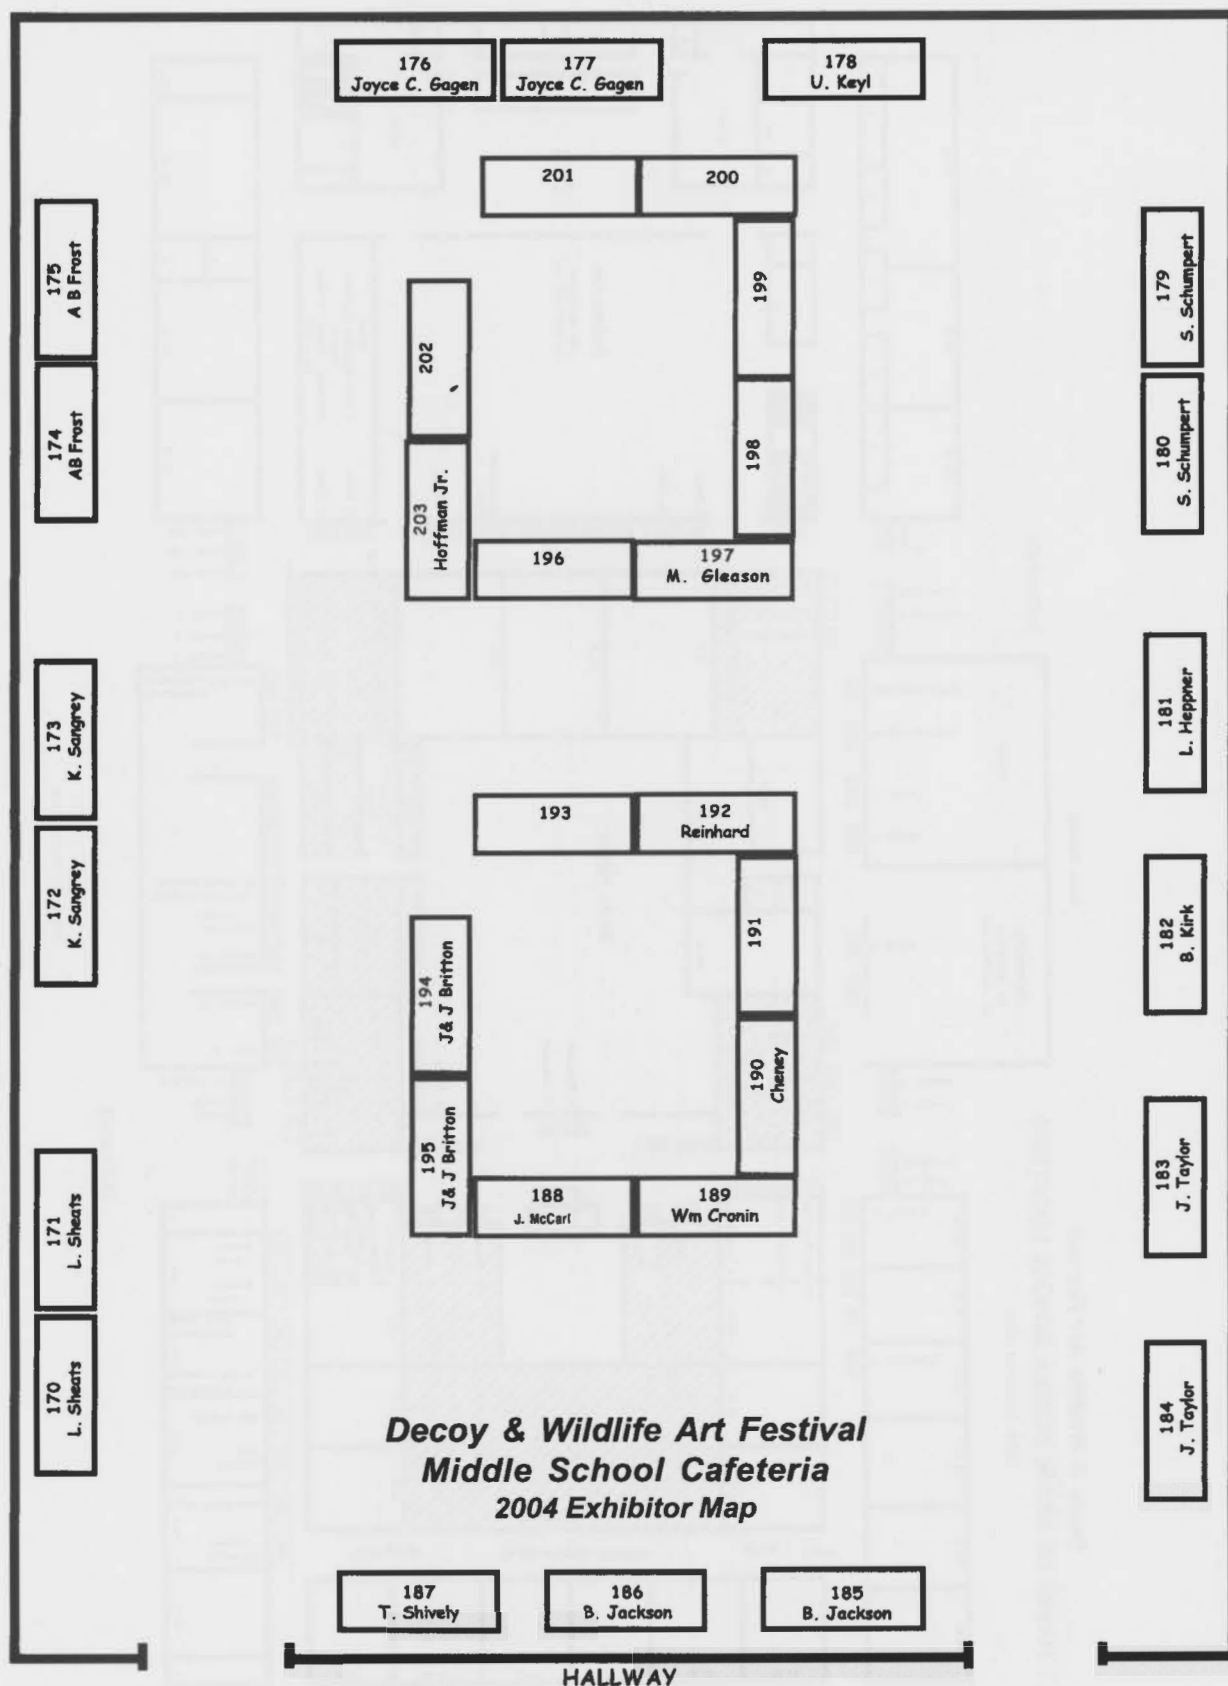 176
Joyce C. Gagen
177
Joyce C. Gagen
178
U. Keyl
201
200
175
A B Frost
199
179
S. Schumpert
202
174
AB Frost
198
180
S. Schumpert
203
Hoffman Jr.
196
197
M. Gleason
173
K. Sangrey
181
L. Heppner
193
192
Reinhard
172
K. Sangrey
191
182
B. Kirk
194
J& J Britton
190
Cheney
195
J& J Britton
183
J. Taylor
171
L. Sheats
188
J. McCarl
189
Wm Cronin
170
L. Sheats
184
J. Taylor
Decoy & Wildlife Art Festival
Middle School Cafeteria
2004 Exhibitor Map
187
T. Shively
186
B. Jackson
185
B. Jackson
HALLWAY